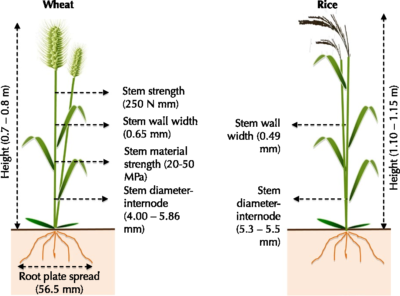 Wheat
Height (0.7 – 0.8 m)
Stem strength
(250 N mm)
Stem wall width
(0.65 mm)
Stem material
strength (20-50
MPa)
Stem diameter-
internode
(4.00 – 5.86
mm)
Root plate spread
(56.5 mm)
Rice
Stem wall
width (0.49
mm)
Stem
diameter-
internode
(5.3 – 5.5
mm)
Height (1.10 – 1.15 m)